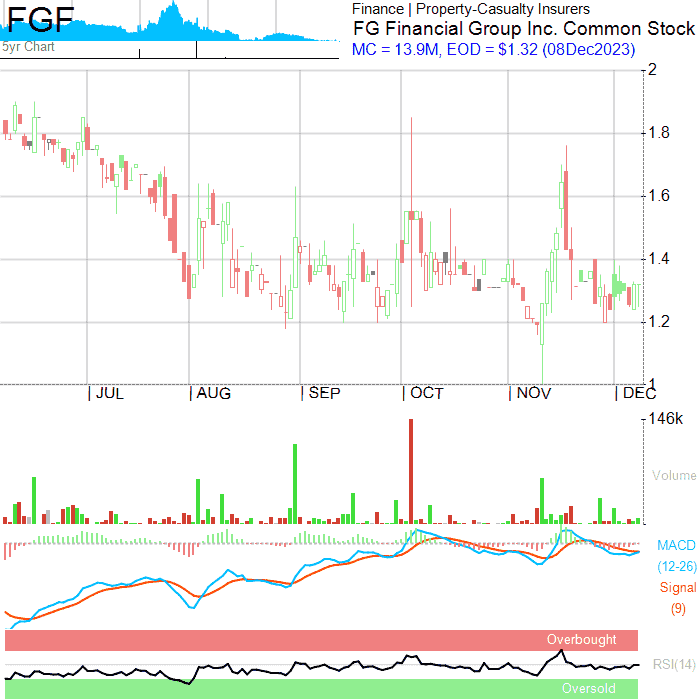 FGF
5yr Chart
Finance | Property-Casualty Insurers
FG Financial Group Inc. Common Stock
MC = 13.9M, EOD = $1.32 (08Dec2023)
2
1.8
1.6
1.4
1.2
1
JUL AUG SEP OCT NOV DEC
146k
Volume
MACD
(12-26)
Signal
(9)
Overbought
RSI(14)
Oversold